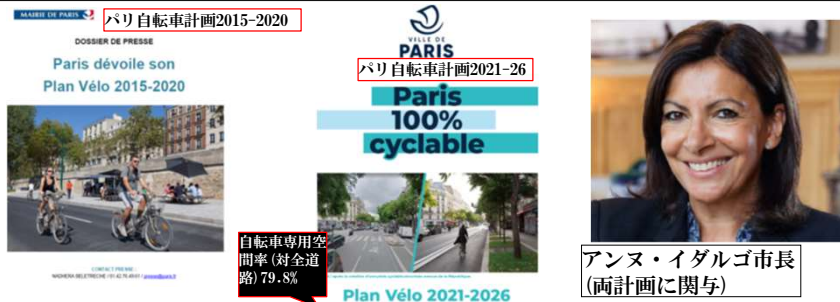 MAIRIE DE PARIS
パリ自転車計画2015-2020
DOSSIER DE PRESSE
Paris dévoile son
Plan Vélo 2015-2020
CONTACT PRESSE :
VILLE DE
PARIS
パリ自転車計画2021-26
Paris
100%
cyclable
自転車専用空
間率(対全道
路)79.8%
Plan Vélo 2021-2026
アンヌ・イダルゴ市長
(両計画に関与)